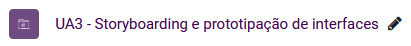 UA3 - Storyboarding e prototipação de interfaces